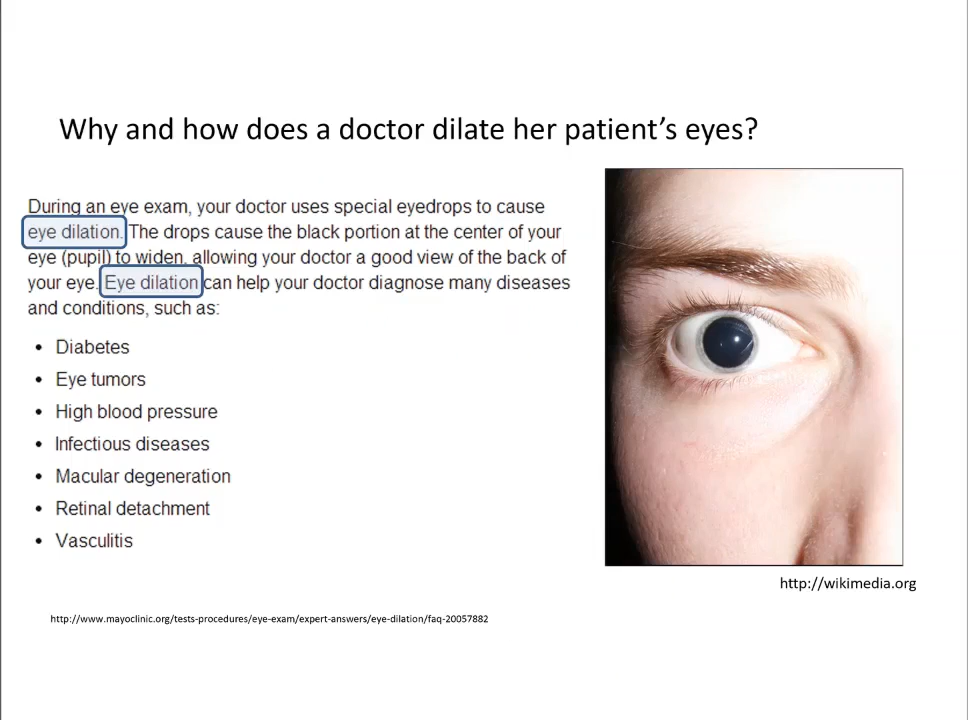 Why and how does a doctor dilate her patient’s eyes?
During an eye exam, your doctor uses special eyedrops to cause
eye dilation. The drops cause the black portion at the center of your
eye (pupil) to widen, allowing your doctor a good view of the back of
your eye. Eye dilation can help your doctor diagnose many diseases
and conditions, such as:
• Diabetes
• Eye tumors
• High blood pressure
• Infectious diseases
• Macular degeneration
• Retinal detachment
• Vasculitis
http://wikimedia.org
http://www.mayoclinic.org/tests-procedures/eye-exam/expert-answers/eye-dilation/faq-20057882